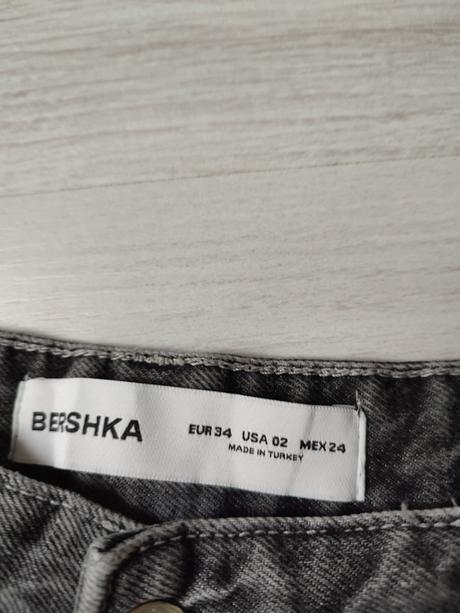 BERSHKA
EUR 34 USA 02 MEX 24
MADE IN TURKEY